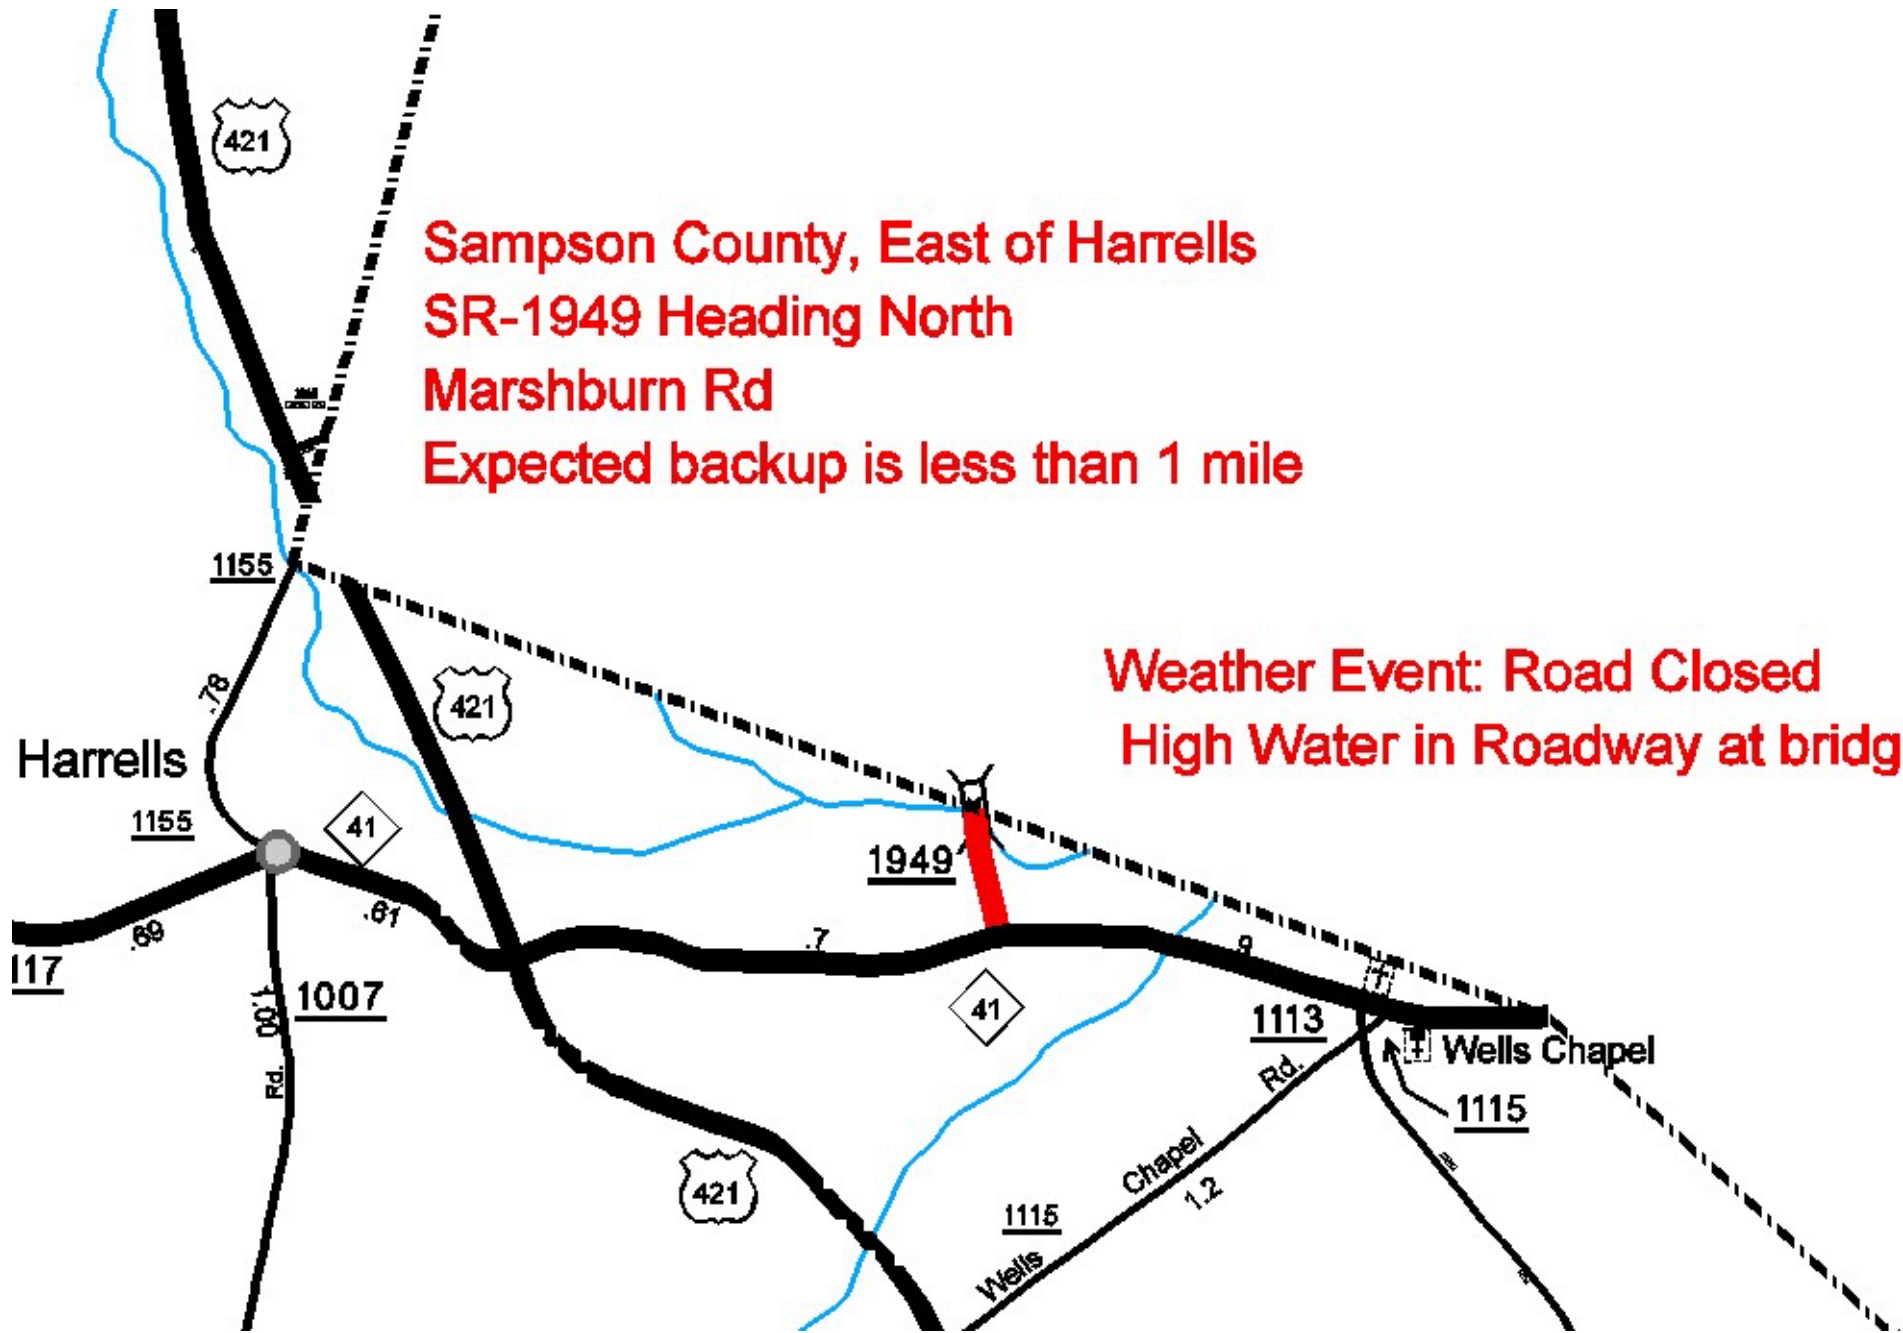 421
Sampson County, East of Harrells
SR-1949 Heading North
Marshburn Rd
Expected backup is less than 1 mile
1155
.78
421
Weather Event: Road Closed
High Water in Roadway at bridg
Harrells
1155
41
1949
.61
.69
.7
.9
117
1007
1.00
Rd.
41
1113
Wells Chapel
Rd.
1115
Chapel
1.2
421
1115
Wells